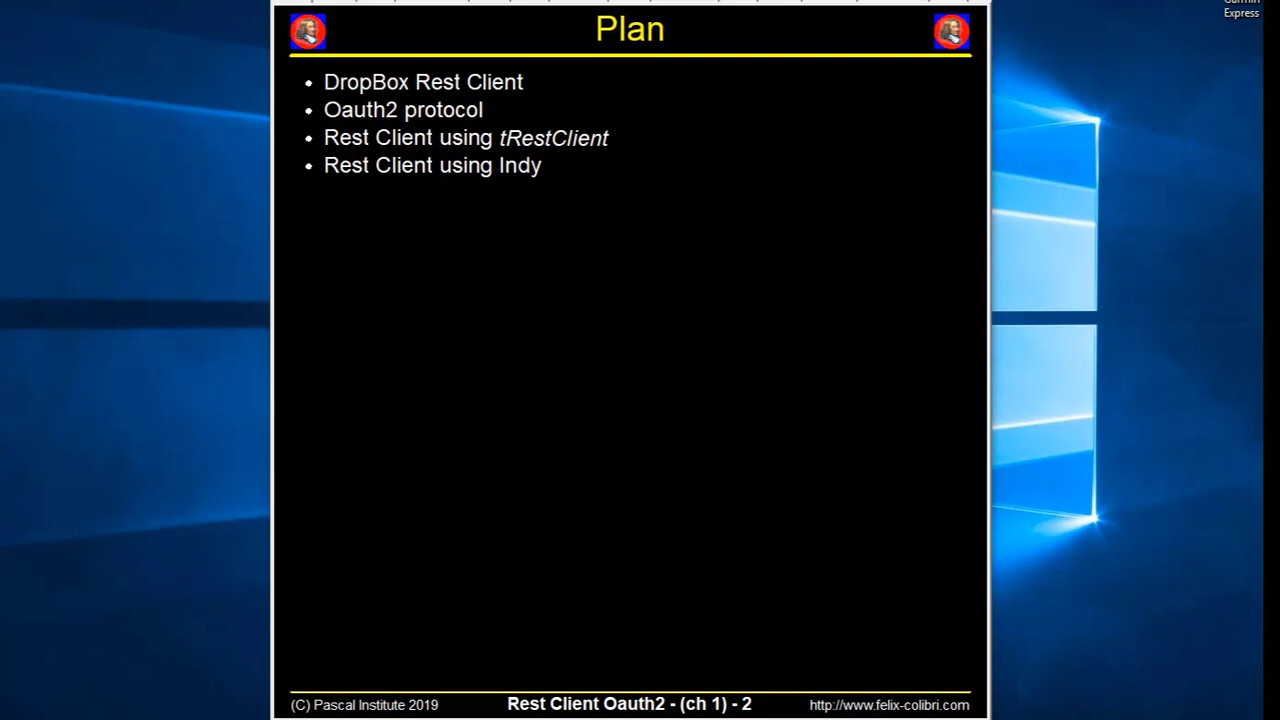 Plan
• DropBox Rest Client
• Oauth2 protocol
• Rest Client using tRestClient
• Rest Client using Indy
(C) Pascal Institute 2019 Rest Client Oauth2 - (ch 1) - 2 http://www.felix-colibri.com
Garmin
Express